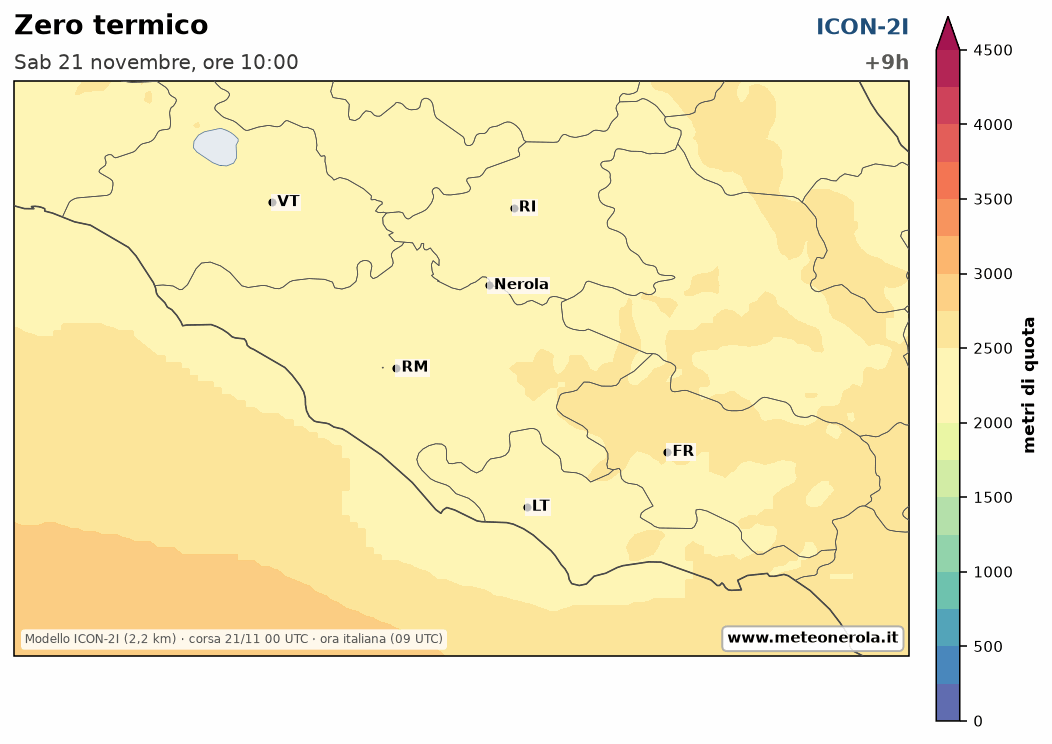 Zero termico
ICON-2I
Sab 21 novembre, ore 10:00
+9h
4500
4000
3500
3000
2500
2000
1500
1000
500
0
metri di quota
VT
RI
Nerola
RM
FR
LT
Modello ICON-2I (2,2 km) · corsa 21/11 00 UTC · ora italiana (09 UTC)
www.meteonerola.it